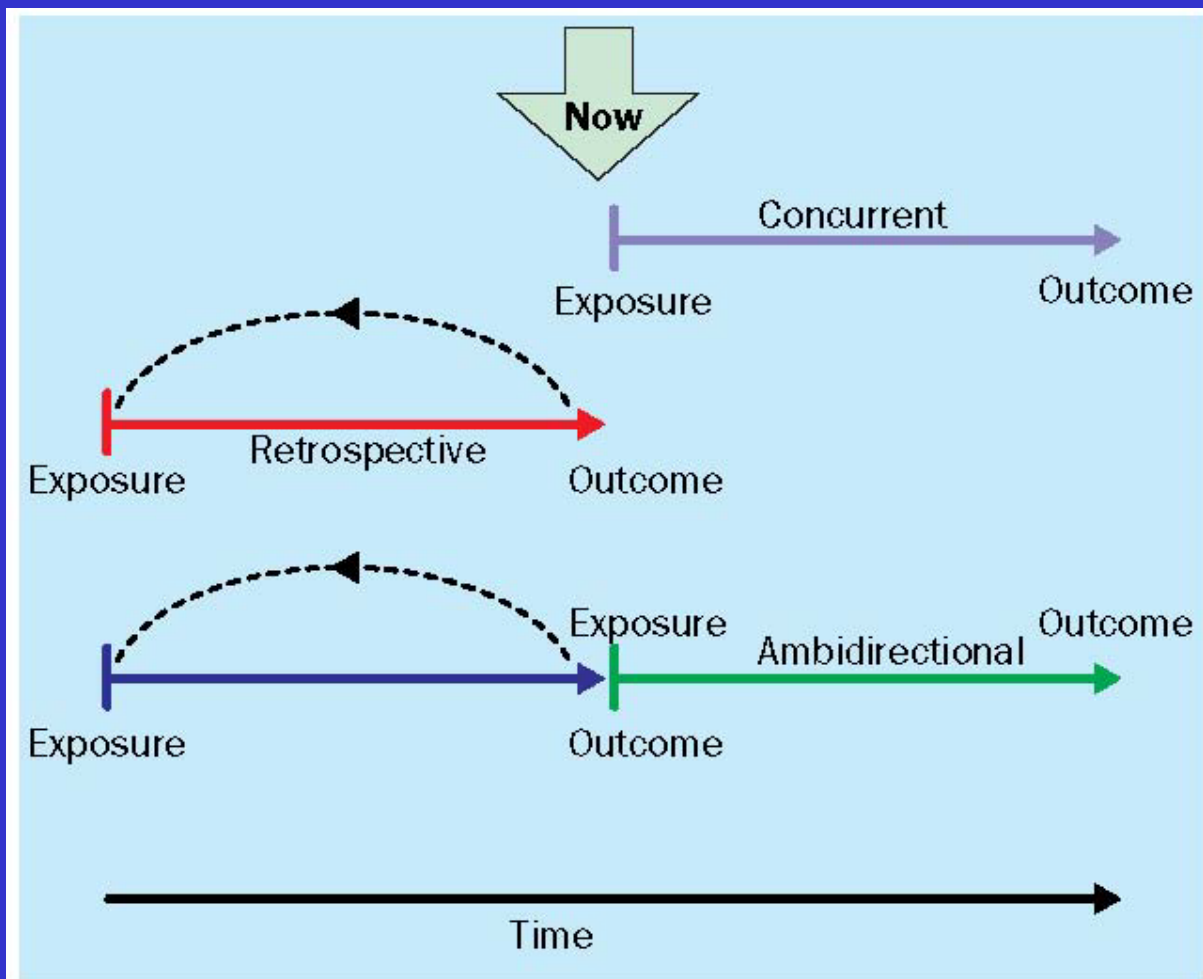 Now
Concurrent
Exposure
Outcome
Retrospective
Exposure
Outcome
Exposure
Outcome
Ambidirectional
Exposure
Outcome
Time